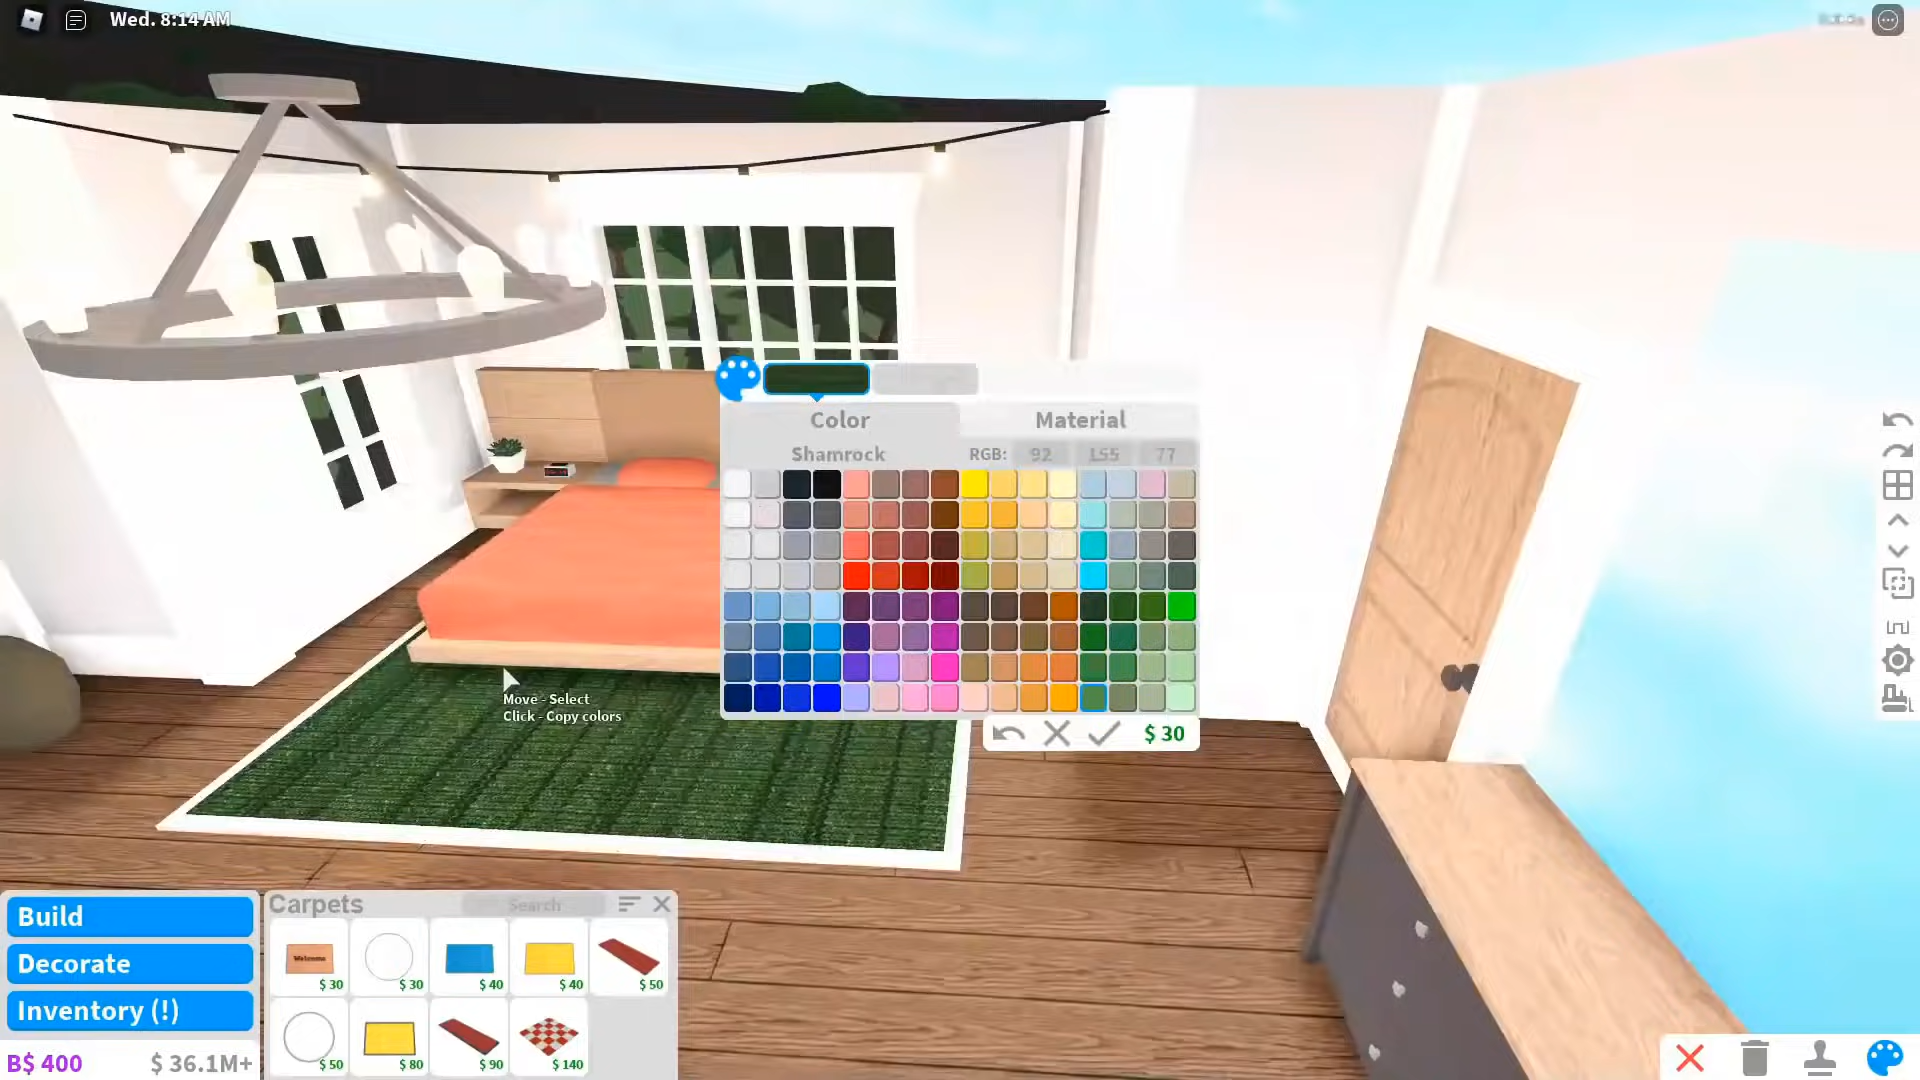 Wed. 8:14 AM
Color
Material
Shamrock
RGB: 92 155 77
Move - Select
Click - Copy colors
$ 30
Build
Decorate
Inventory (!)
B$ 400
$ 36.1M+
Carpets
Search
Welcome
$ 30
$ 30
$ 40
$ 40
$ 50
$ 50
$ 80
$ 90
$ 140